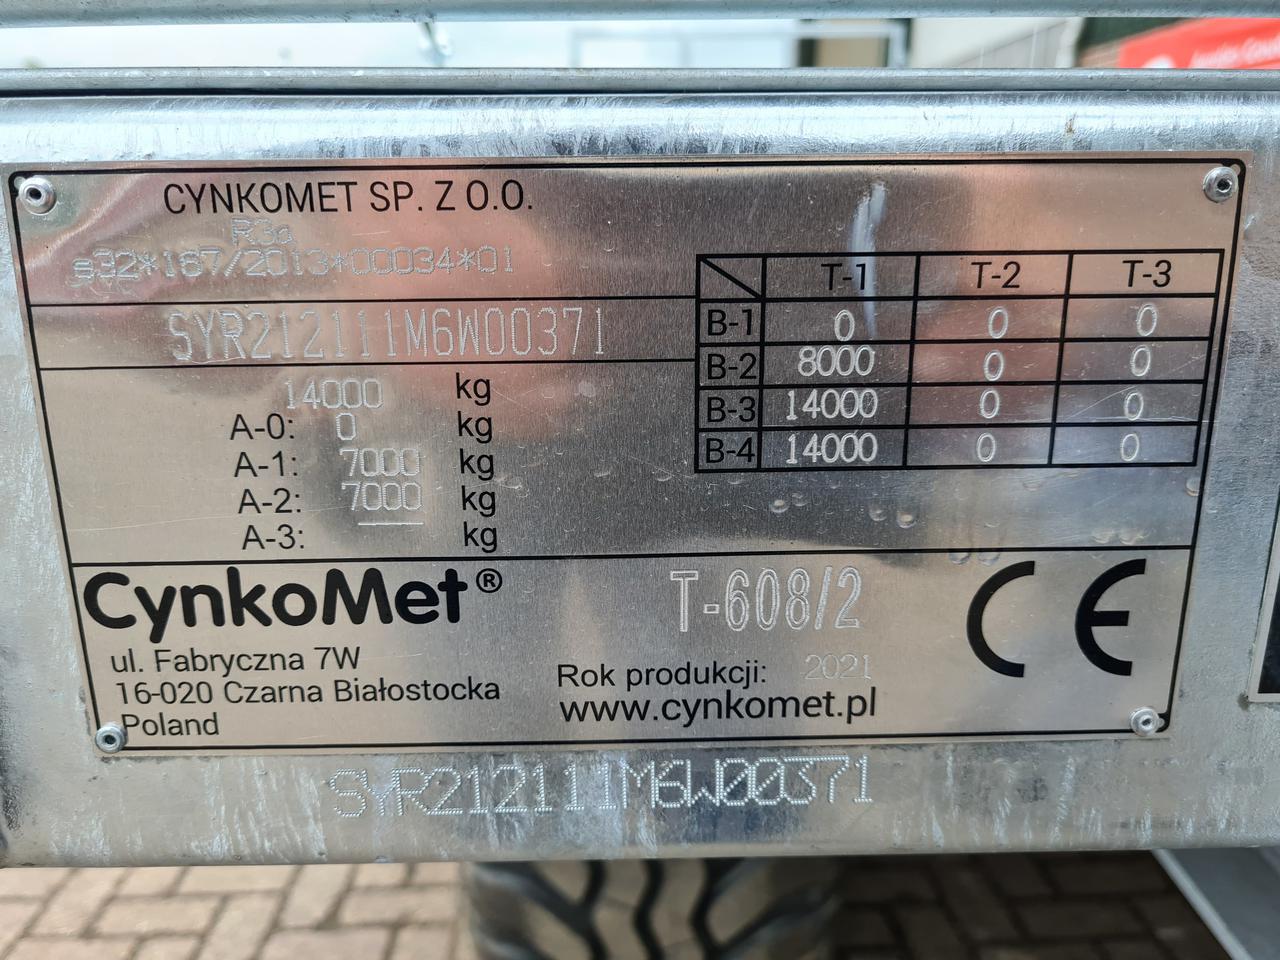 CYNKOMET SP. Z O.O.
R3a
e32*167/2013*00034*01
SYR212111M6W00371
14000 kg
A-0: 0 kg
A-1: 7000 kg
A-2: 7000 kg
A-3: kg
T-1 T-2 T-3
B-1 0 0 0
B-2 8000 0 0
B-3 14000 0 0
B-4 14000 0 0
CynkoMet®
ul. Fabryczna 7W
16-020 Czarna Białostocka
Poland
T-608/2
Rok produkcji: 2021
www.cynkomet.pl
CE
SYR212111M6W00371